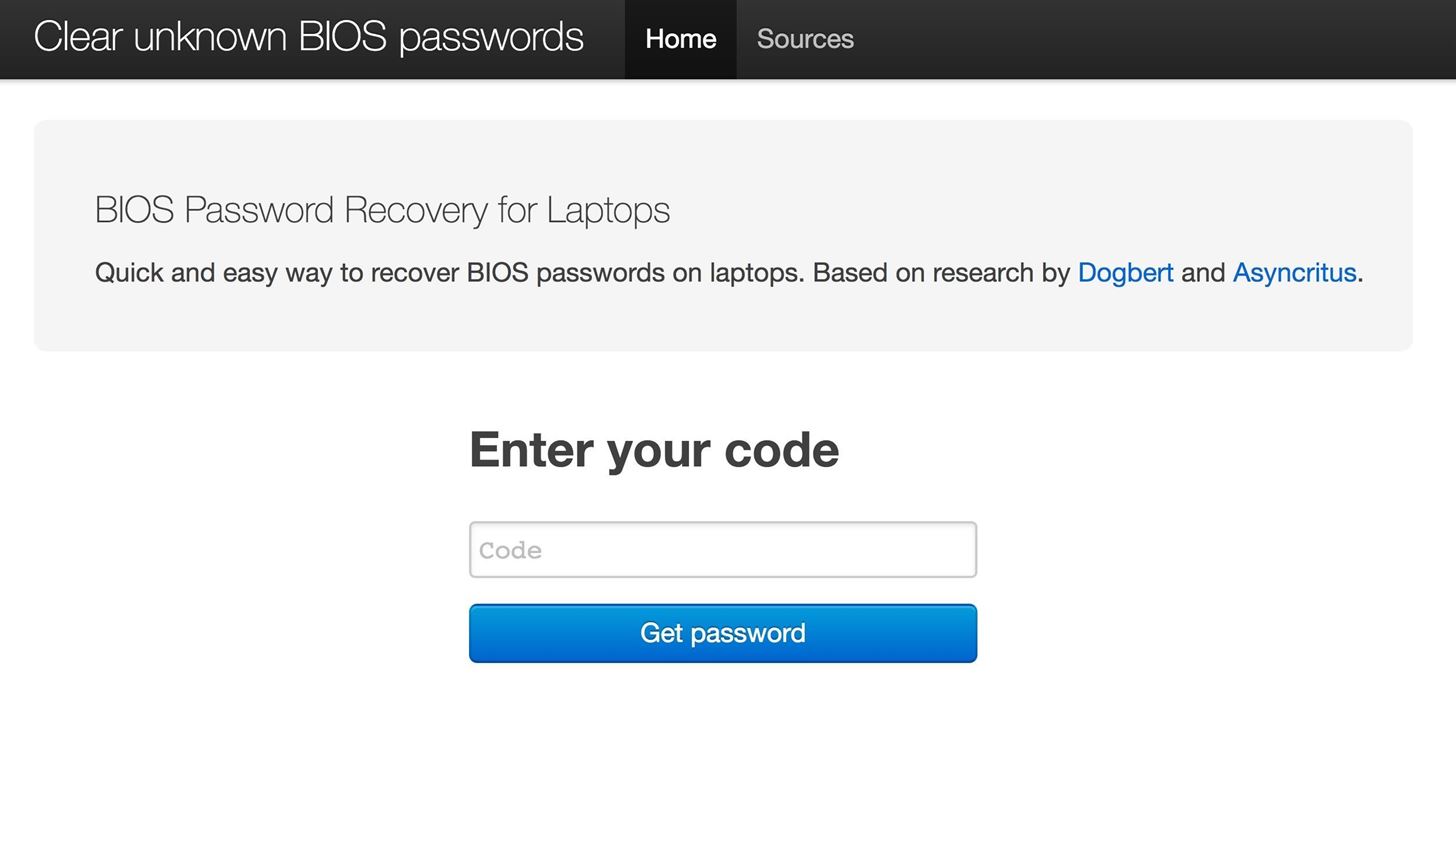 Clear unknown BIOS passwords Home Sources
BIOS Password Recovery for Laptops
Quick and easy way to recover BIOS passwords on laptops. Based on research by Dogbert and Asyncritus.
Enter your code
Code
Get password